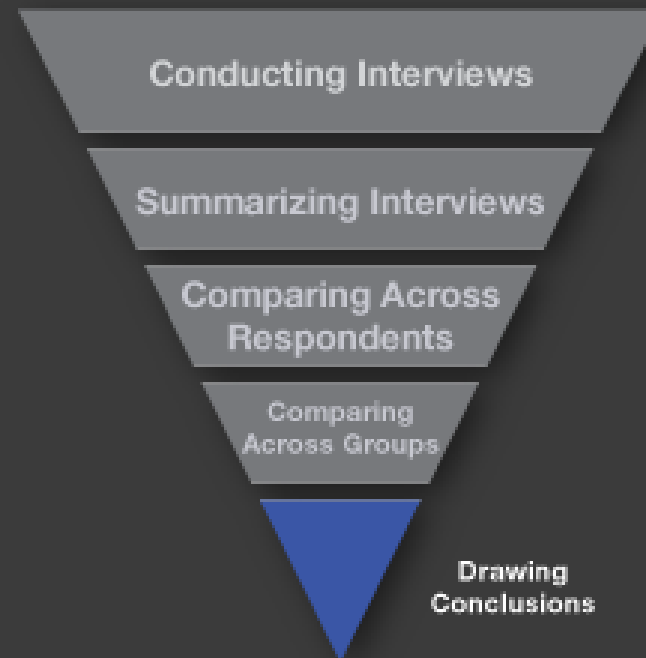 Conducting Interviews
Summarizing Interviews
Comparing Across
Respondents
Comparing
Across Groups
Drawing
Conclusions